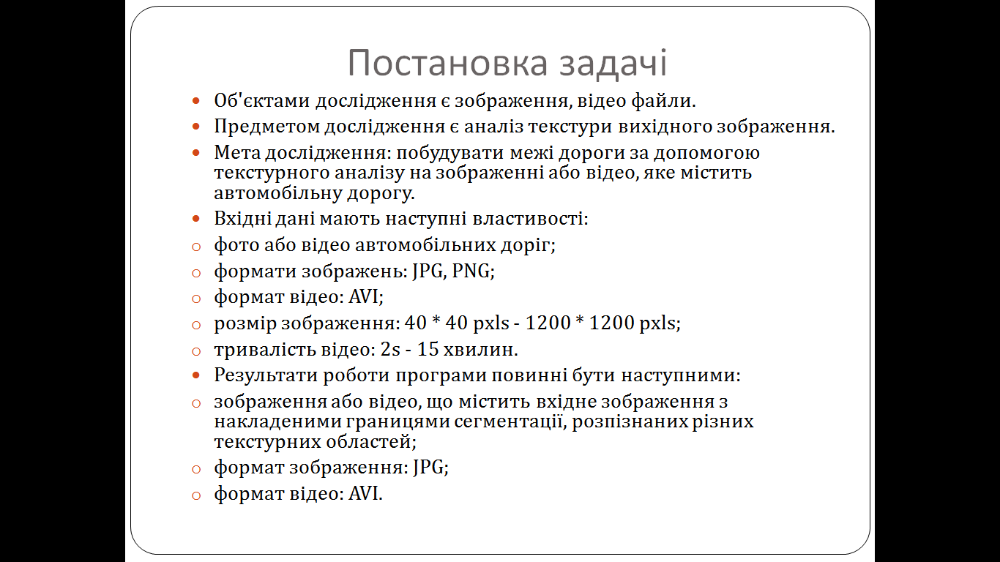 Постановка задачі
• Об'єктами дослідження є зображення, відео файли.
• Предметом дослідження є аналіз текстури вихідного зображення.
• Мета дослідження: побудувати межі дороги за допомогою
текстурного аналізу на зображенні або відео, яке містить
автомобільну дорогу.
• Вхідні дані мають наступні властивості:
o фото або відео автомобільних доріг;
o формати зображень: JPG, PNG;
o формат відео: AVI;
o розмір зображення: 40 * 40 pxls - 1200 * 1200 pxls;
o тривалість відео: 2s - 15 хвилин.
• Результати роботи програми повинні бути наступними:
o зображення або відео, що містить вхідне зображення з
накладеними границями сегментації, розпізнаних різних
текстурних областей;
o формат зображення: JPG;
o формат відео: AVI.